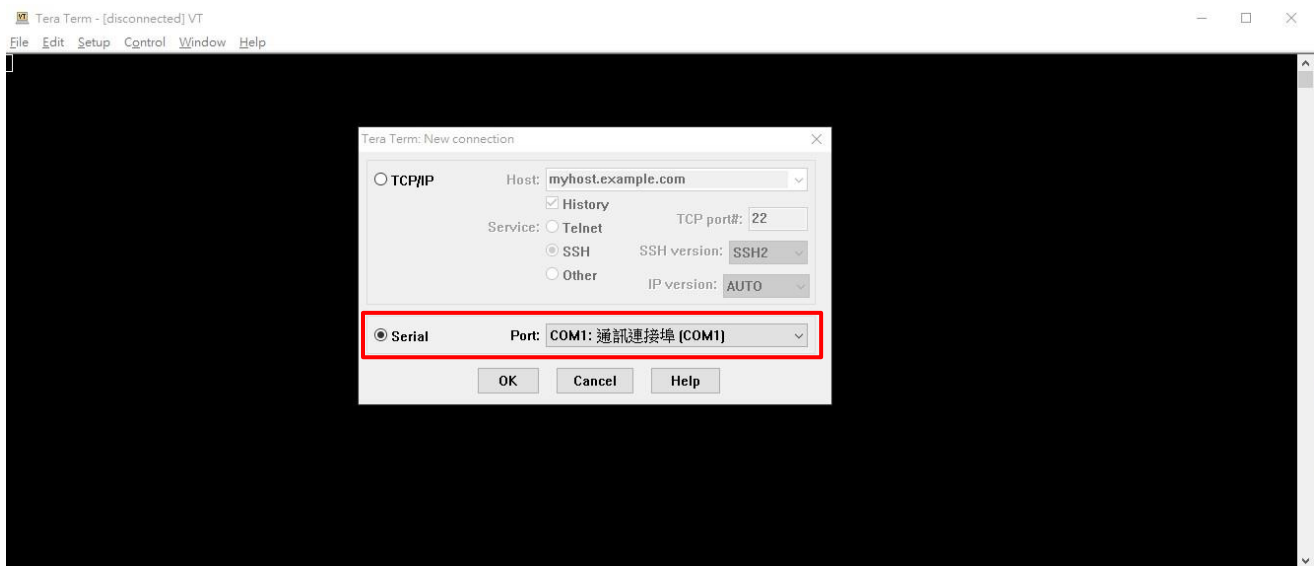 VT Tera Term - [disconnected] VT
File Edit Setup Control Window Help
Tera Term: New connection
TCP/IP Host: myhost.example.com
History
Service: Telnet TCP port#: 22
SSH SSH version: SSH2
Other IP version: AUTO
Serial Port: COM1: 通訊連接埠 (COM1)
OK Cancel Help